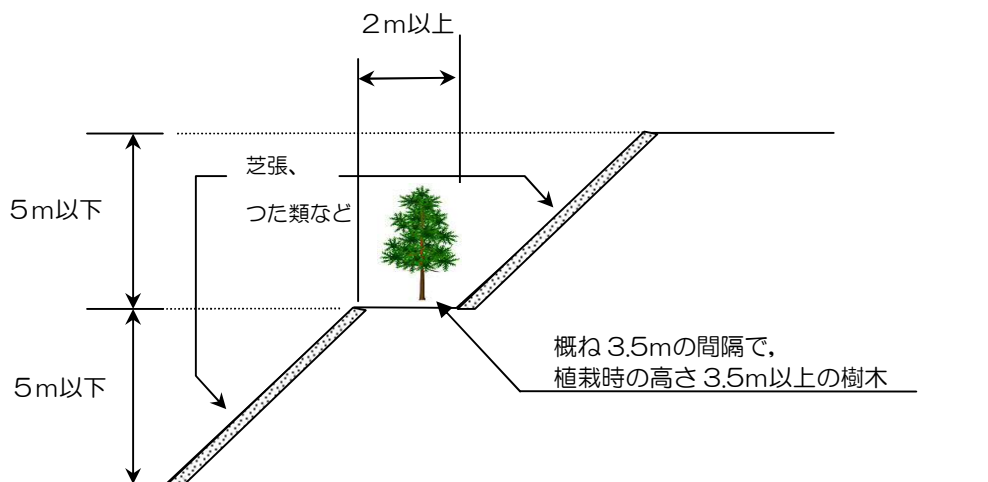 2m以上
芝張、
つた類など
5m以下
5m以下
概ね3.5mの間隔で,
植栽時の高さ3.5m以上の樹木